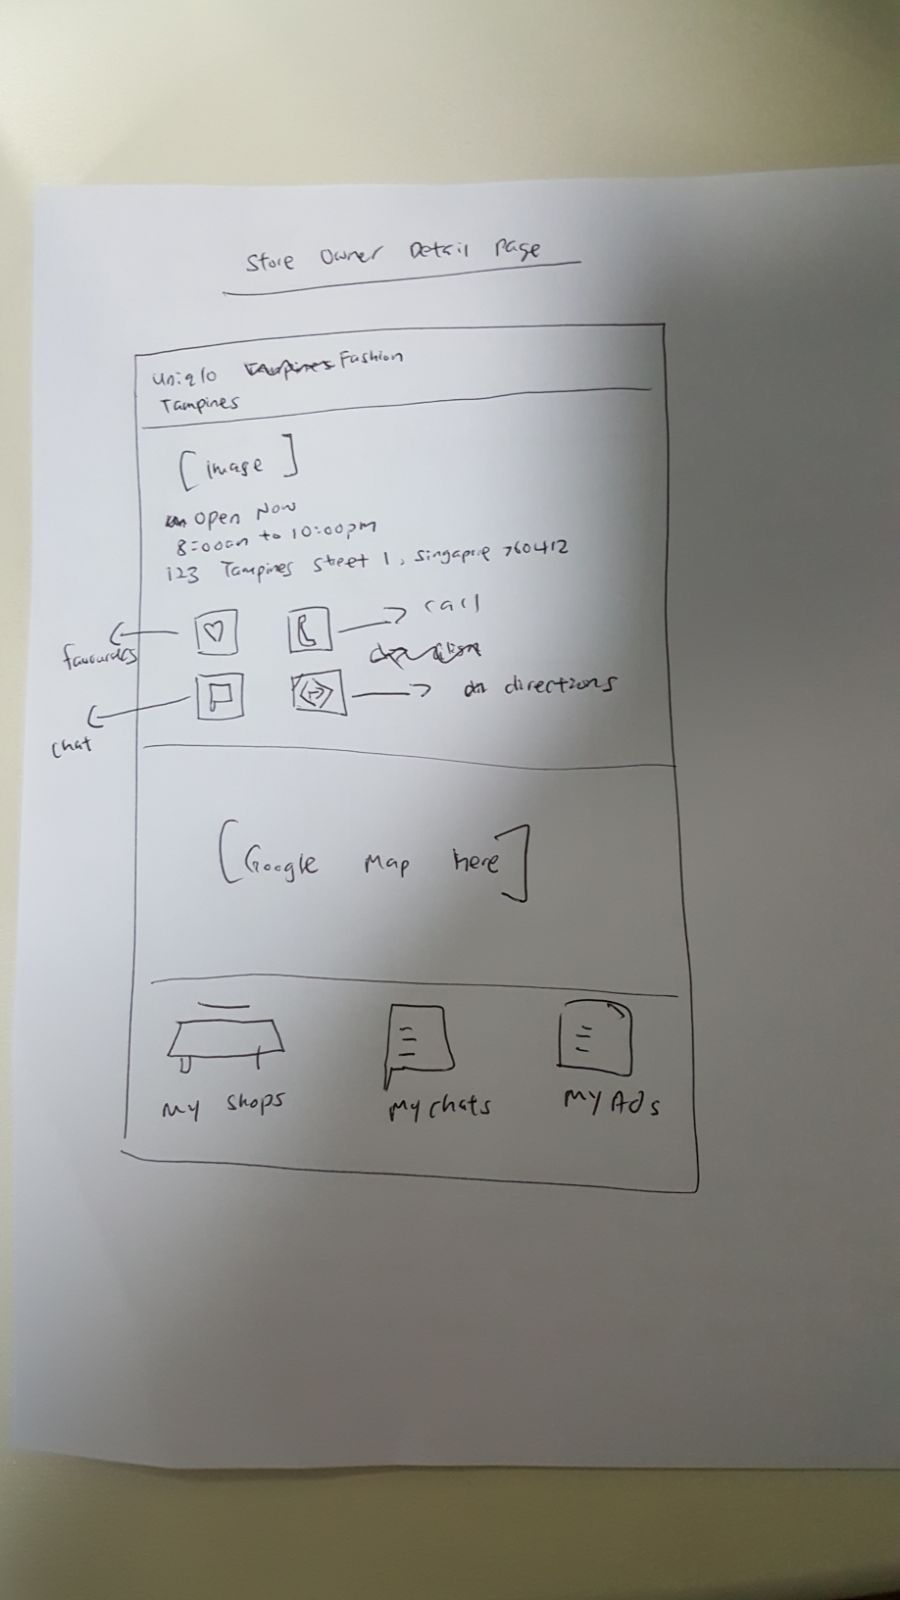 Store Owner Detail Page
Uniqlo Tampines Fashion
Tampines
[image]
Open Now
8:00am to 10:00pm
123 Tampines Street 1, Singapore 760412
call
favourites
directions
chat
[Google Map here]
My Shops
My chats
My Ads